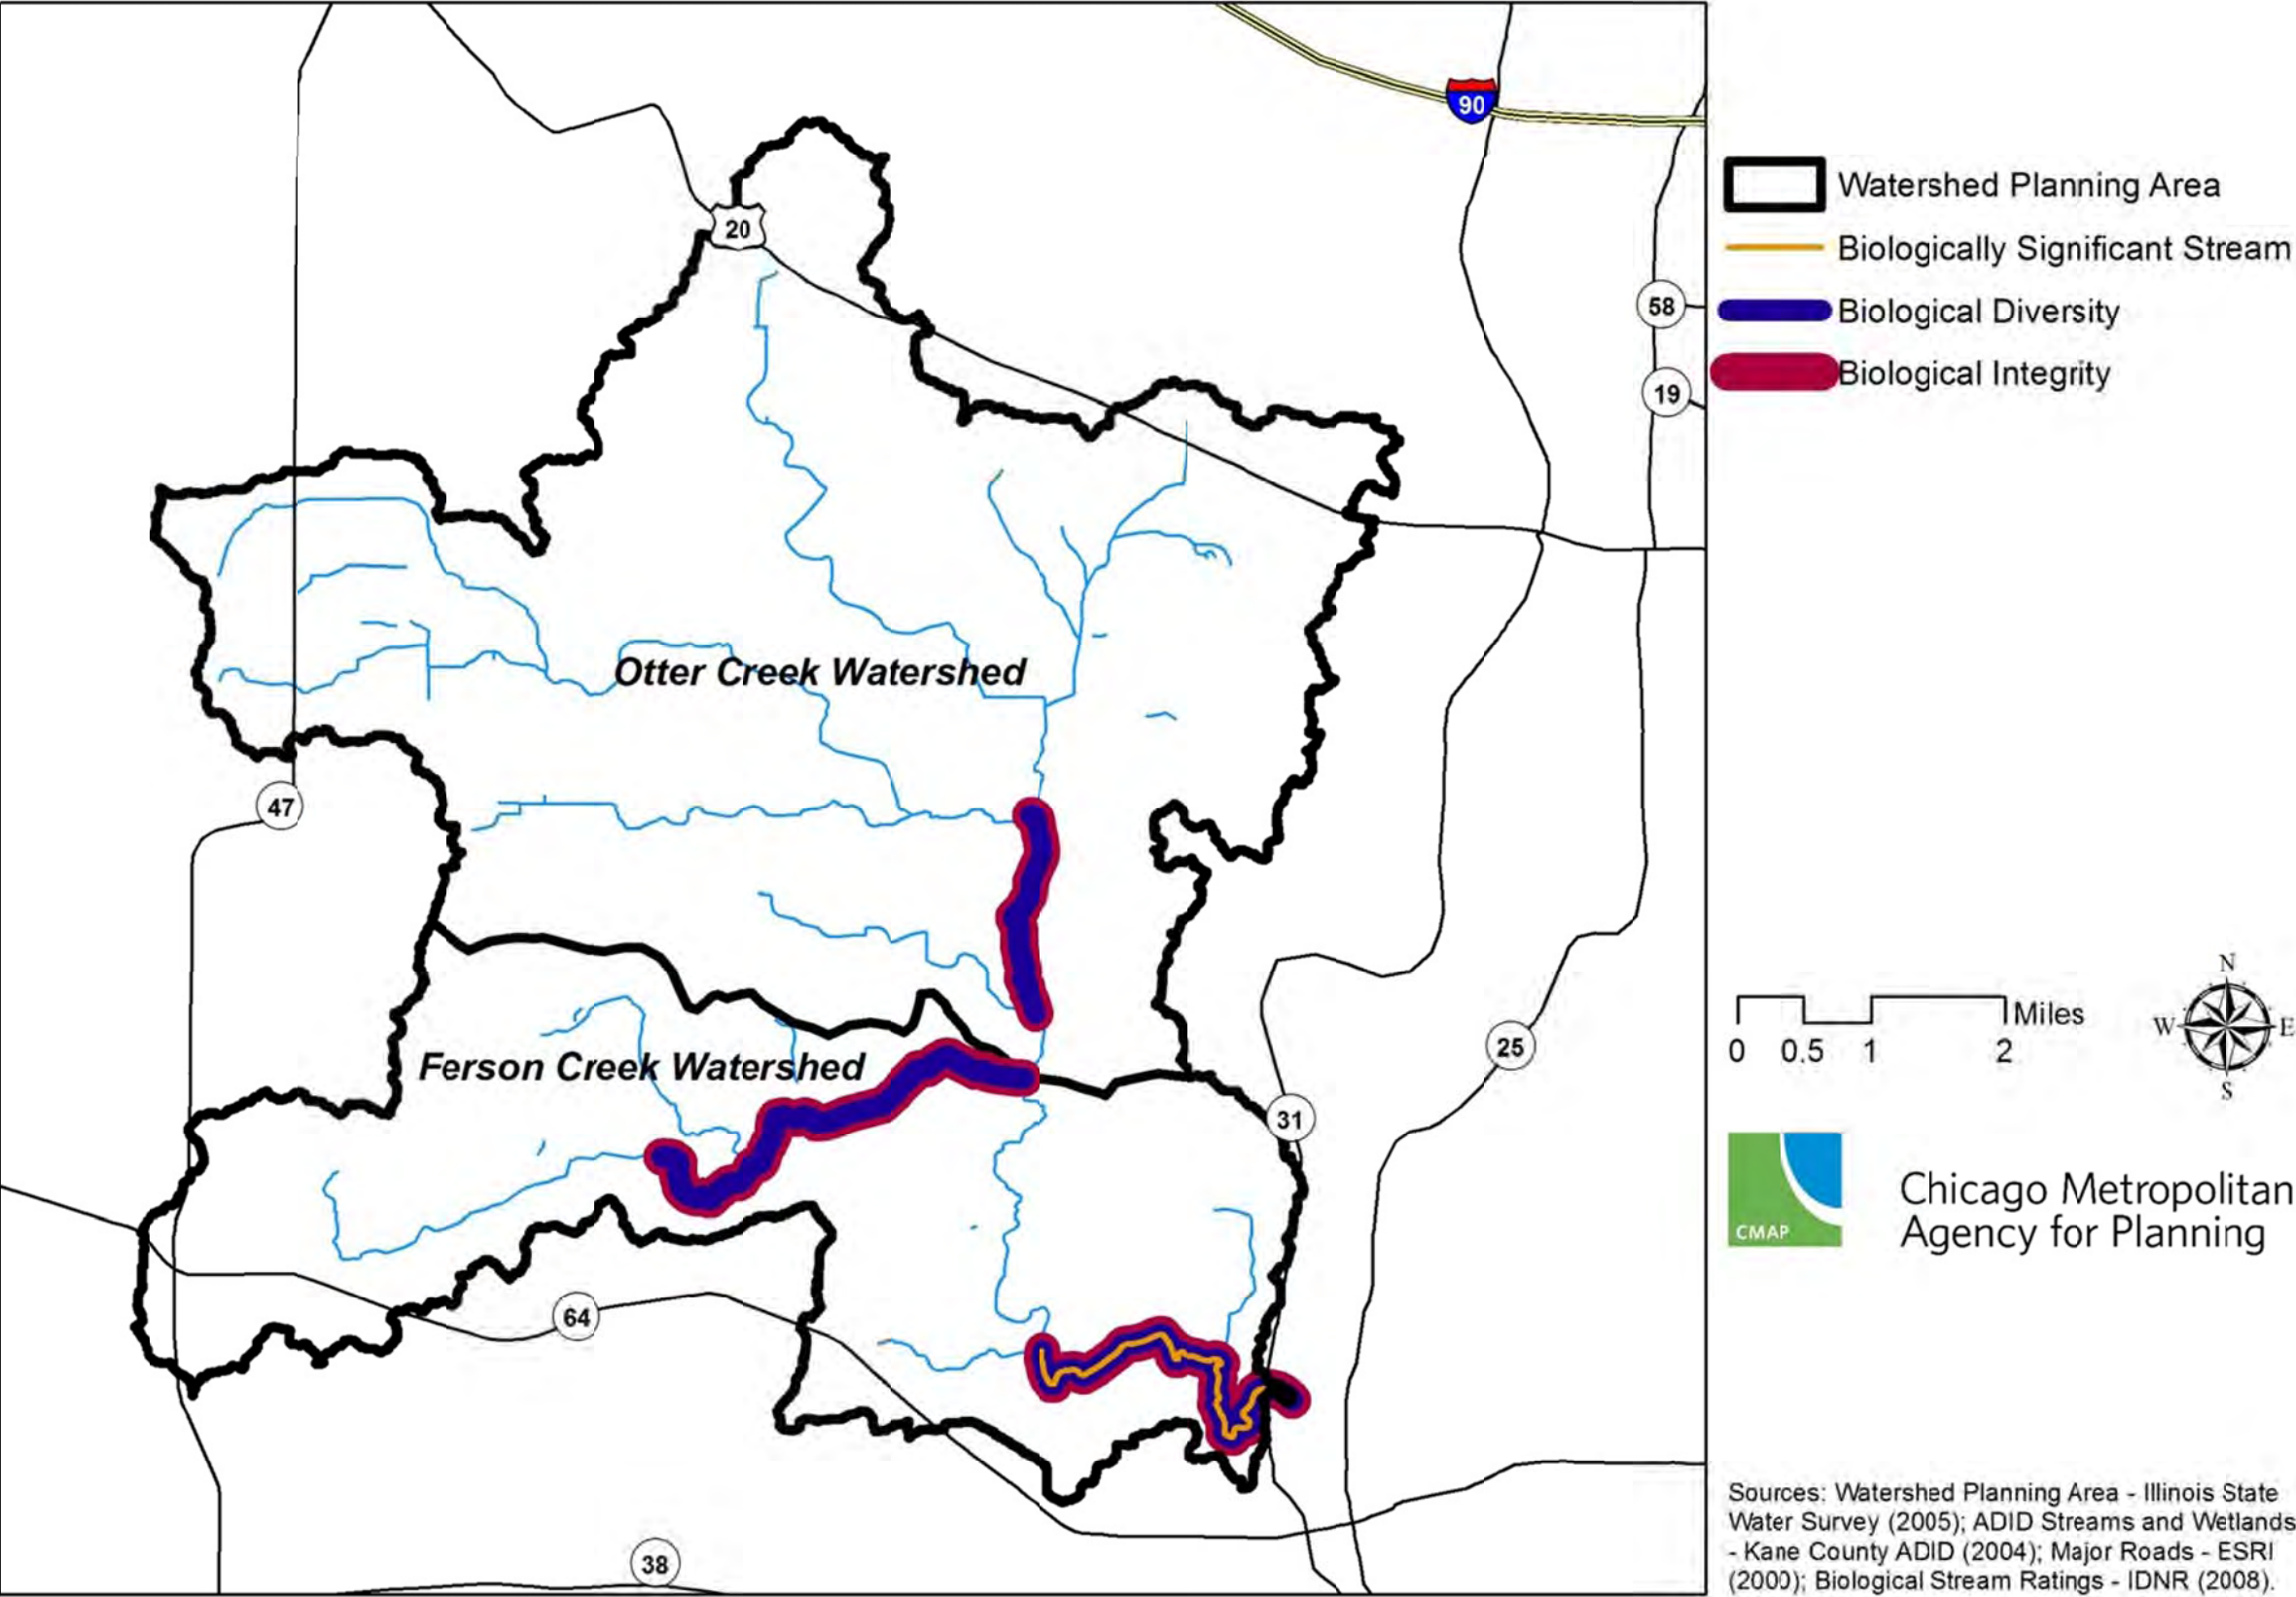 90
20
58
19
47
25
31
64
38
Otter Creek Watershed
Ferson Creek Watershed
Watershed Planning Area
Biologically Significant Stream
Biological Diversity
Biological Integrity
N
W
E
S
Miles
0 0.5 1 2
CMAP
Chicago Metropolitan
Agency for Planning
Sources: Watershed Planning Area - Illinois State
Water Survey (2005); ADID Streams and Wetlands
- Kane County ADID (2004); Major Roads - ESRI
(2000); Biological Stream Ratings - IDNR (2008).